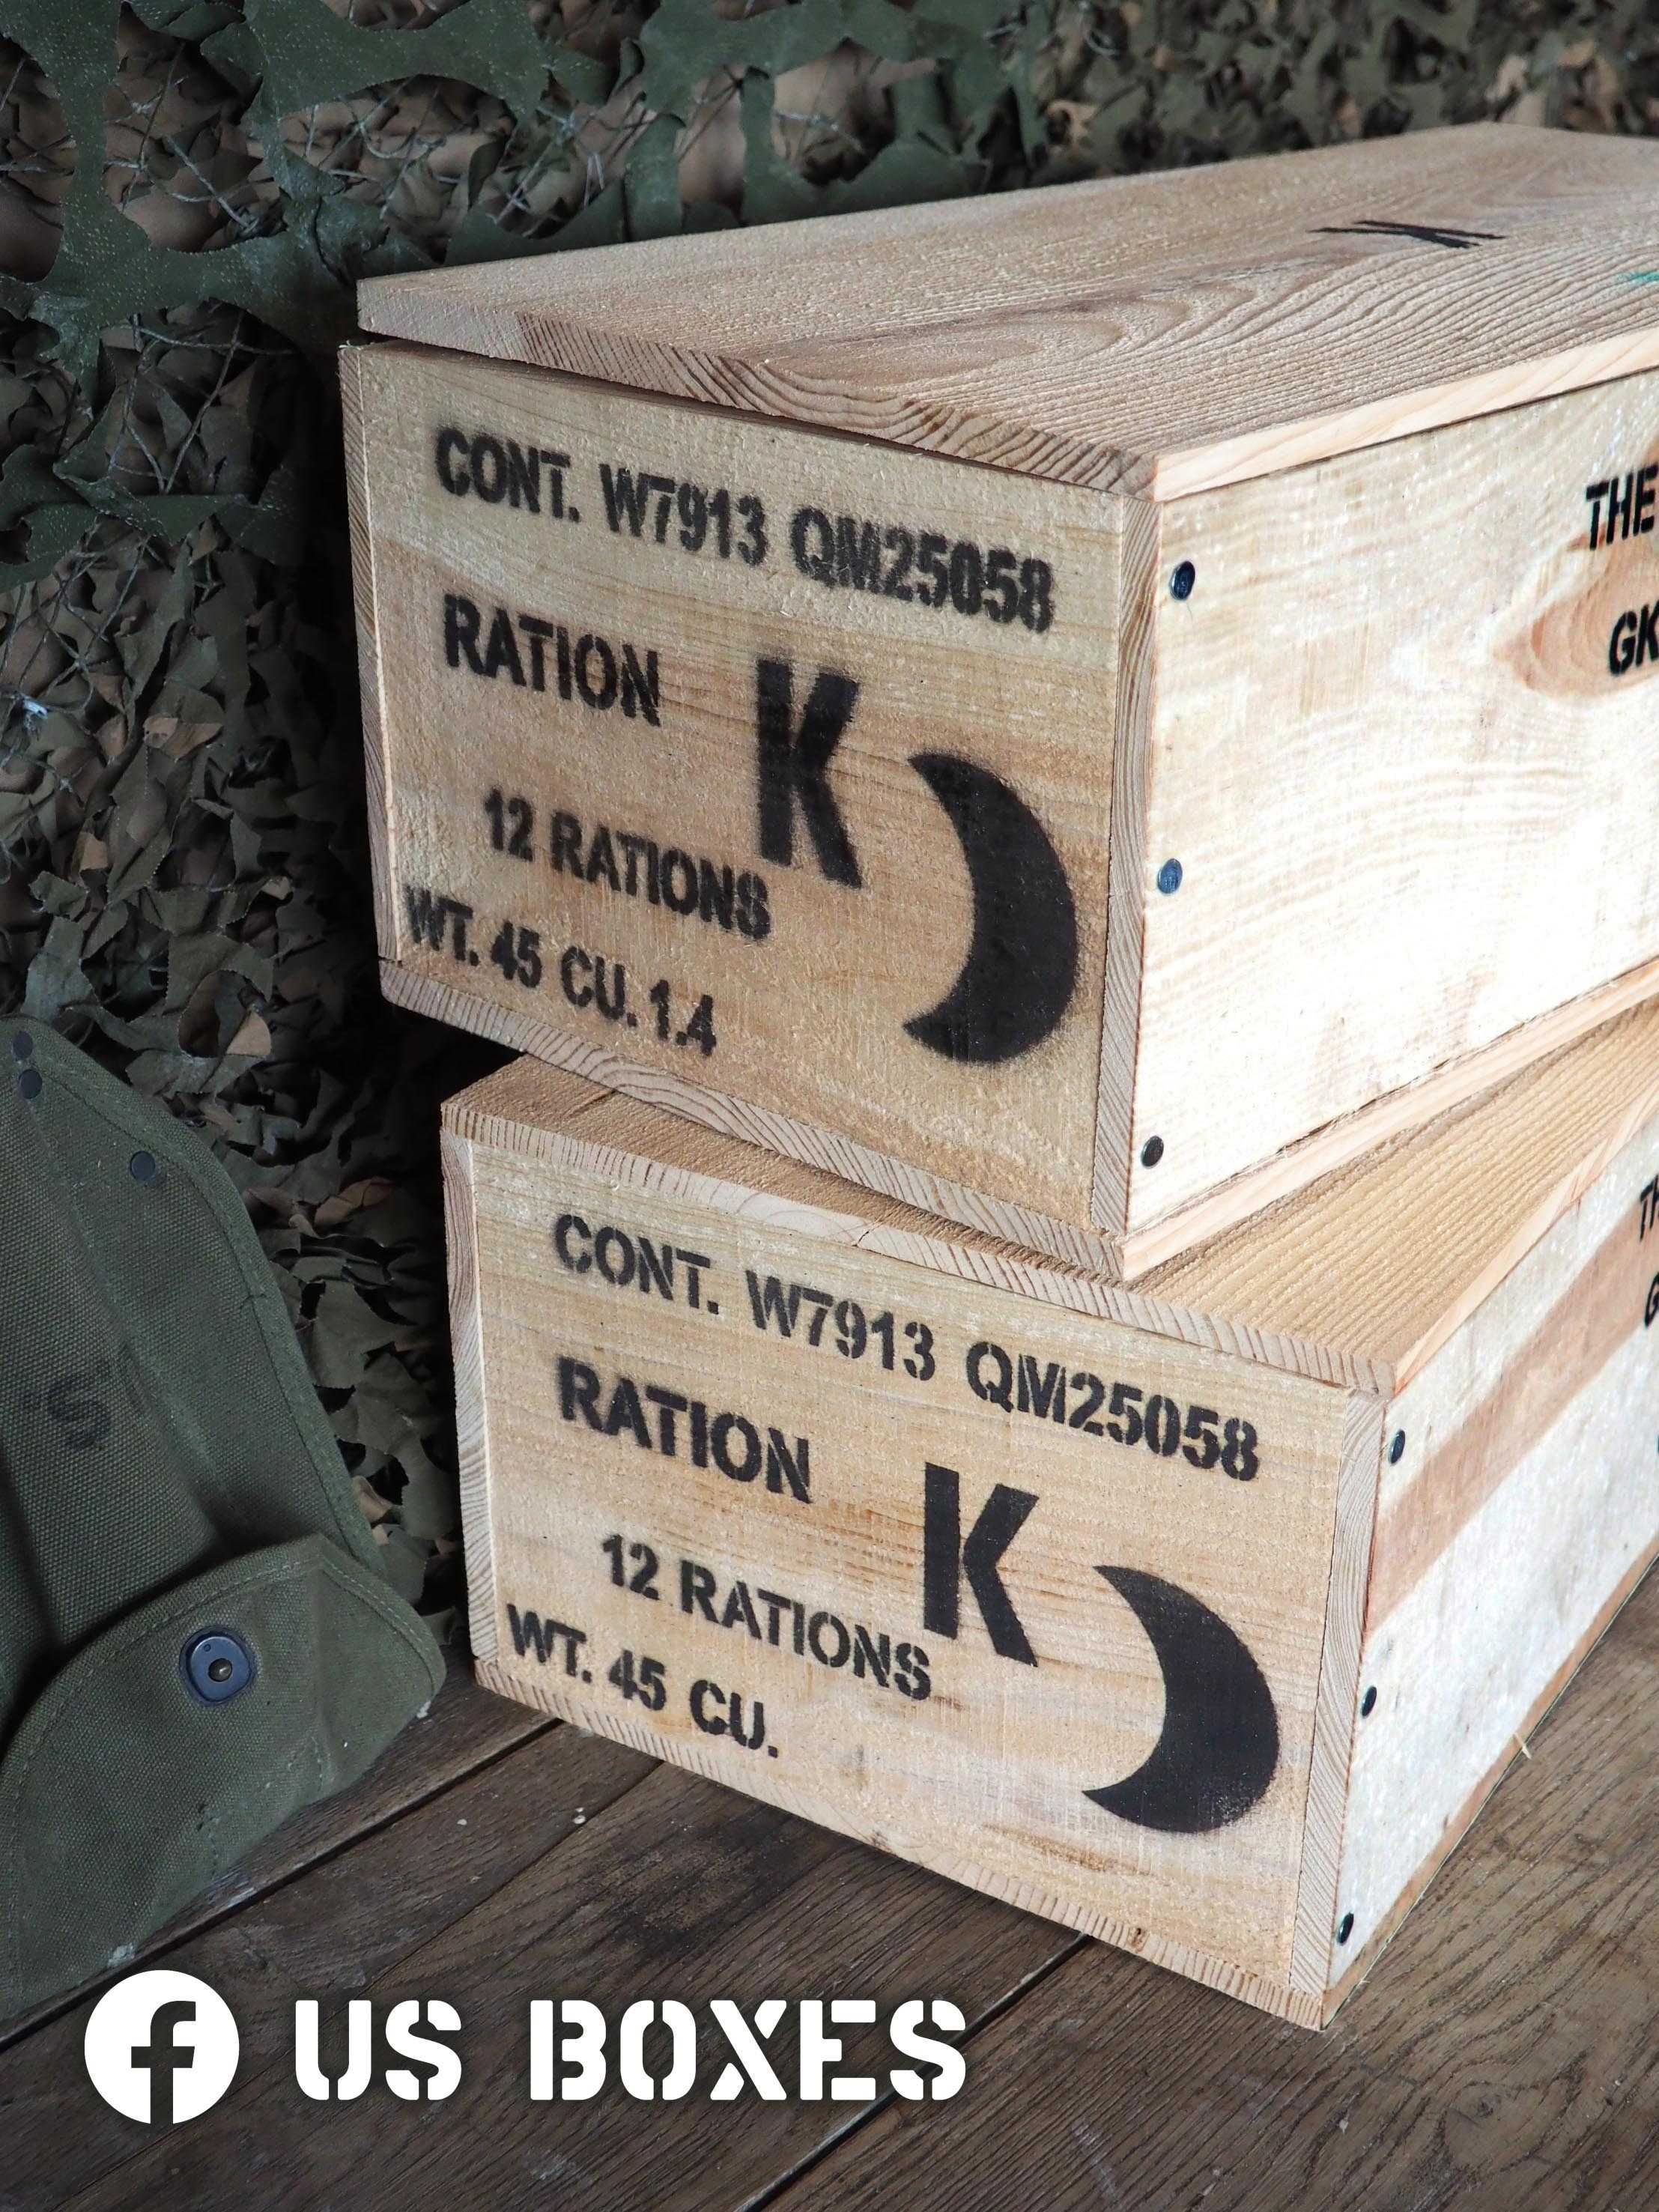 K
CONT. W7913 QM25058
RATION K
12 RATIONS
WT. 45 CU. 1.4
THE
GK
CONT. W7913 QM25058
RATION K
12 RATIONS
WT. 45 CU.
S
US BOXES